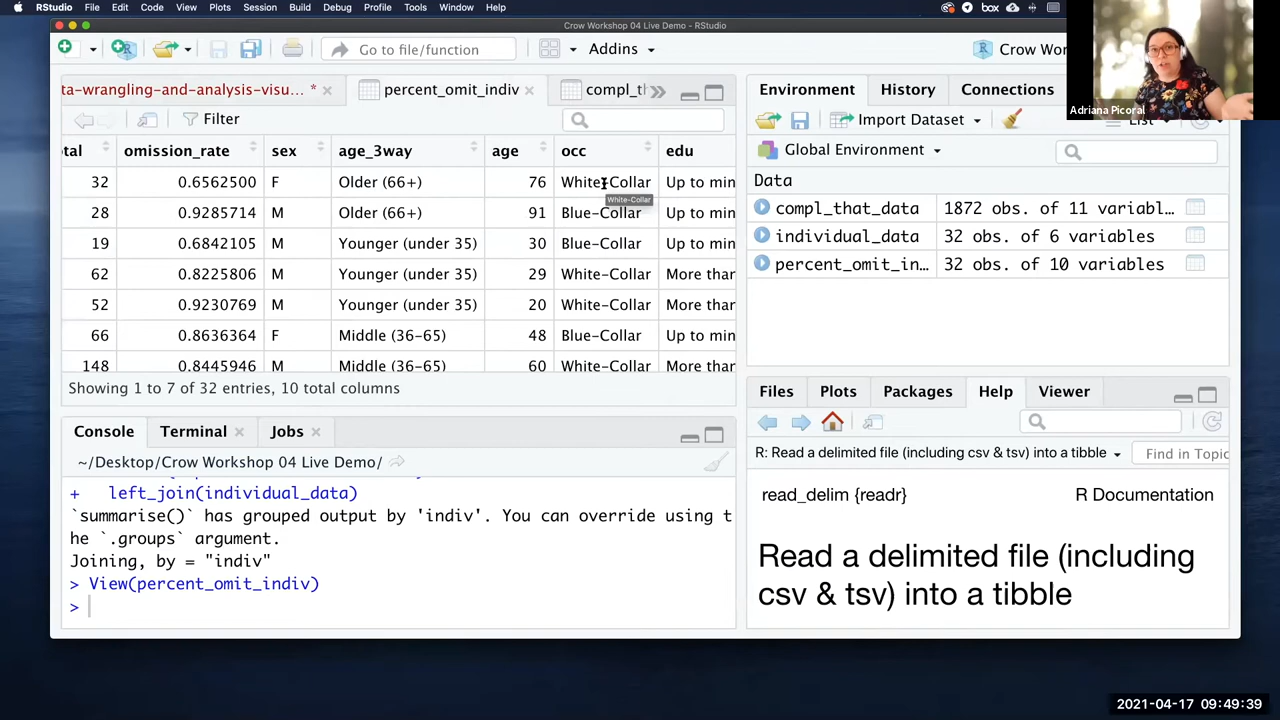 RStudio File Edit Code View Plots Session Build Debug Profile Tools Window Help
box
Crow Workshop 04 Live Demo - RStudio
Go to file/function
Addins
Crow Wor
Adriana Picoral
ta-wrangling-and-analysis-visu... *
percent_omit_indiv
compl_t
Filter
tal omission_rate sex age_3way age occ edu
32 0.6562500 F Older (66+) 76 White-Collar Up to min
White-Collar
28 0.9285714 M Older (66+) 91 Blue-Collar Up to min
19 0.6842105 M Younger (under 35) 30 Blue-Collar Up to min
62 0.8225806 M Younger (under 35) 29 White-Collar More than
52 0.9230769 M Younger (under 35) 20 White-Collar More than
66 0.8636364 F Middle (36-65) 48 Blue-Collar Up to min
148 0.8445946 M Middle (36-65) 60 White-Collar More than
Showing 1 to 7 of 32 entries, 10 total columns
Console Terminal Jobs
~/Desktop/Crow Workshop 04 Live Demo/
+ left_join(individual_data)
`summarise()` has grouped output by 'indiv'. You can override using t
he `.groups` argument.
Joining, by = "indiv"
> View(percent_omit_indiv)
>
Environment History Connections
Import Dataset
List
Global Environment
Data
compl_that_data 1872 obs. of 11 variabl...
individual_data 32 obs. of 6 variables
percent_omit_in... 32 obs. of 10 variables
Files Plots Packages Help Viewer
R: Read a delimited file (including csv & tsv) into a tibble
Find in Topic
read_delim {readr} R Documentation
Read a delimited file (including
csv & tsv) into a tibble
2021-04-17 09:49:39